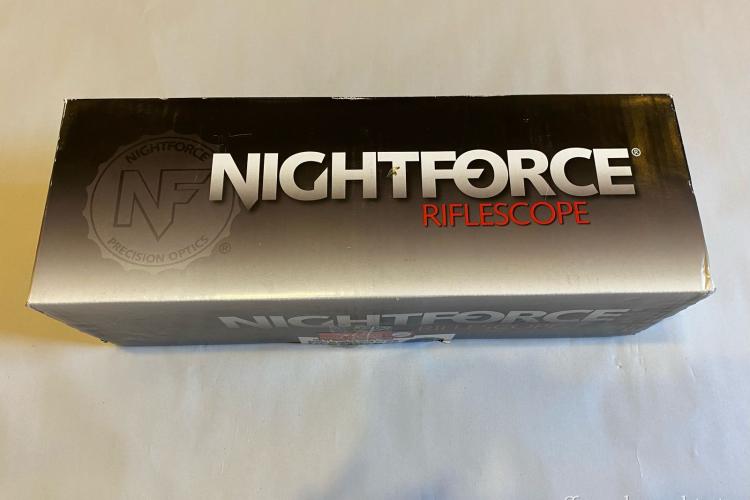 NIGHTFORCE®
RIFLESCOPE
NIGHTFORCE
NF
PRECISION OPTICS
®
NIGHTFORCE